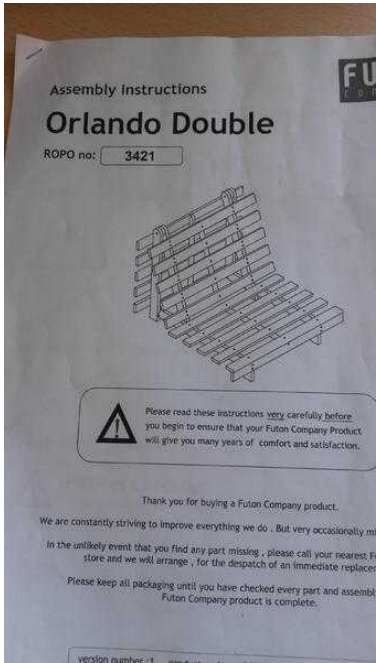 FU
con
Assembly Instructions
Orlando Double
ROPO no: 3421
Please read these instructions very carefully before
you begin to ensure that your Futon Company Product
will give you many years of comfort and satisfaction.
Thank you for buying a Futon Company product.
We are constantly striving to improve everything we do . But very occasionally mi
In the unlikely event that you find any part missing , please call your nearest F
store and we will arrange , for the despatch of an immediate replacem
Please keep all packaging until you have checked every part and assembl
Futon Company product is complete.
version number :1